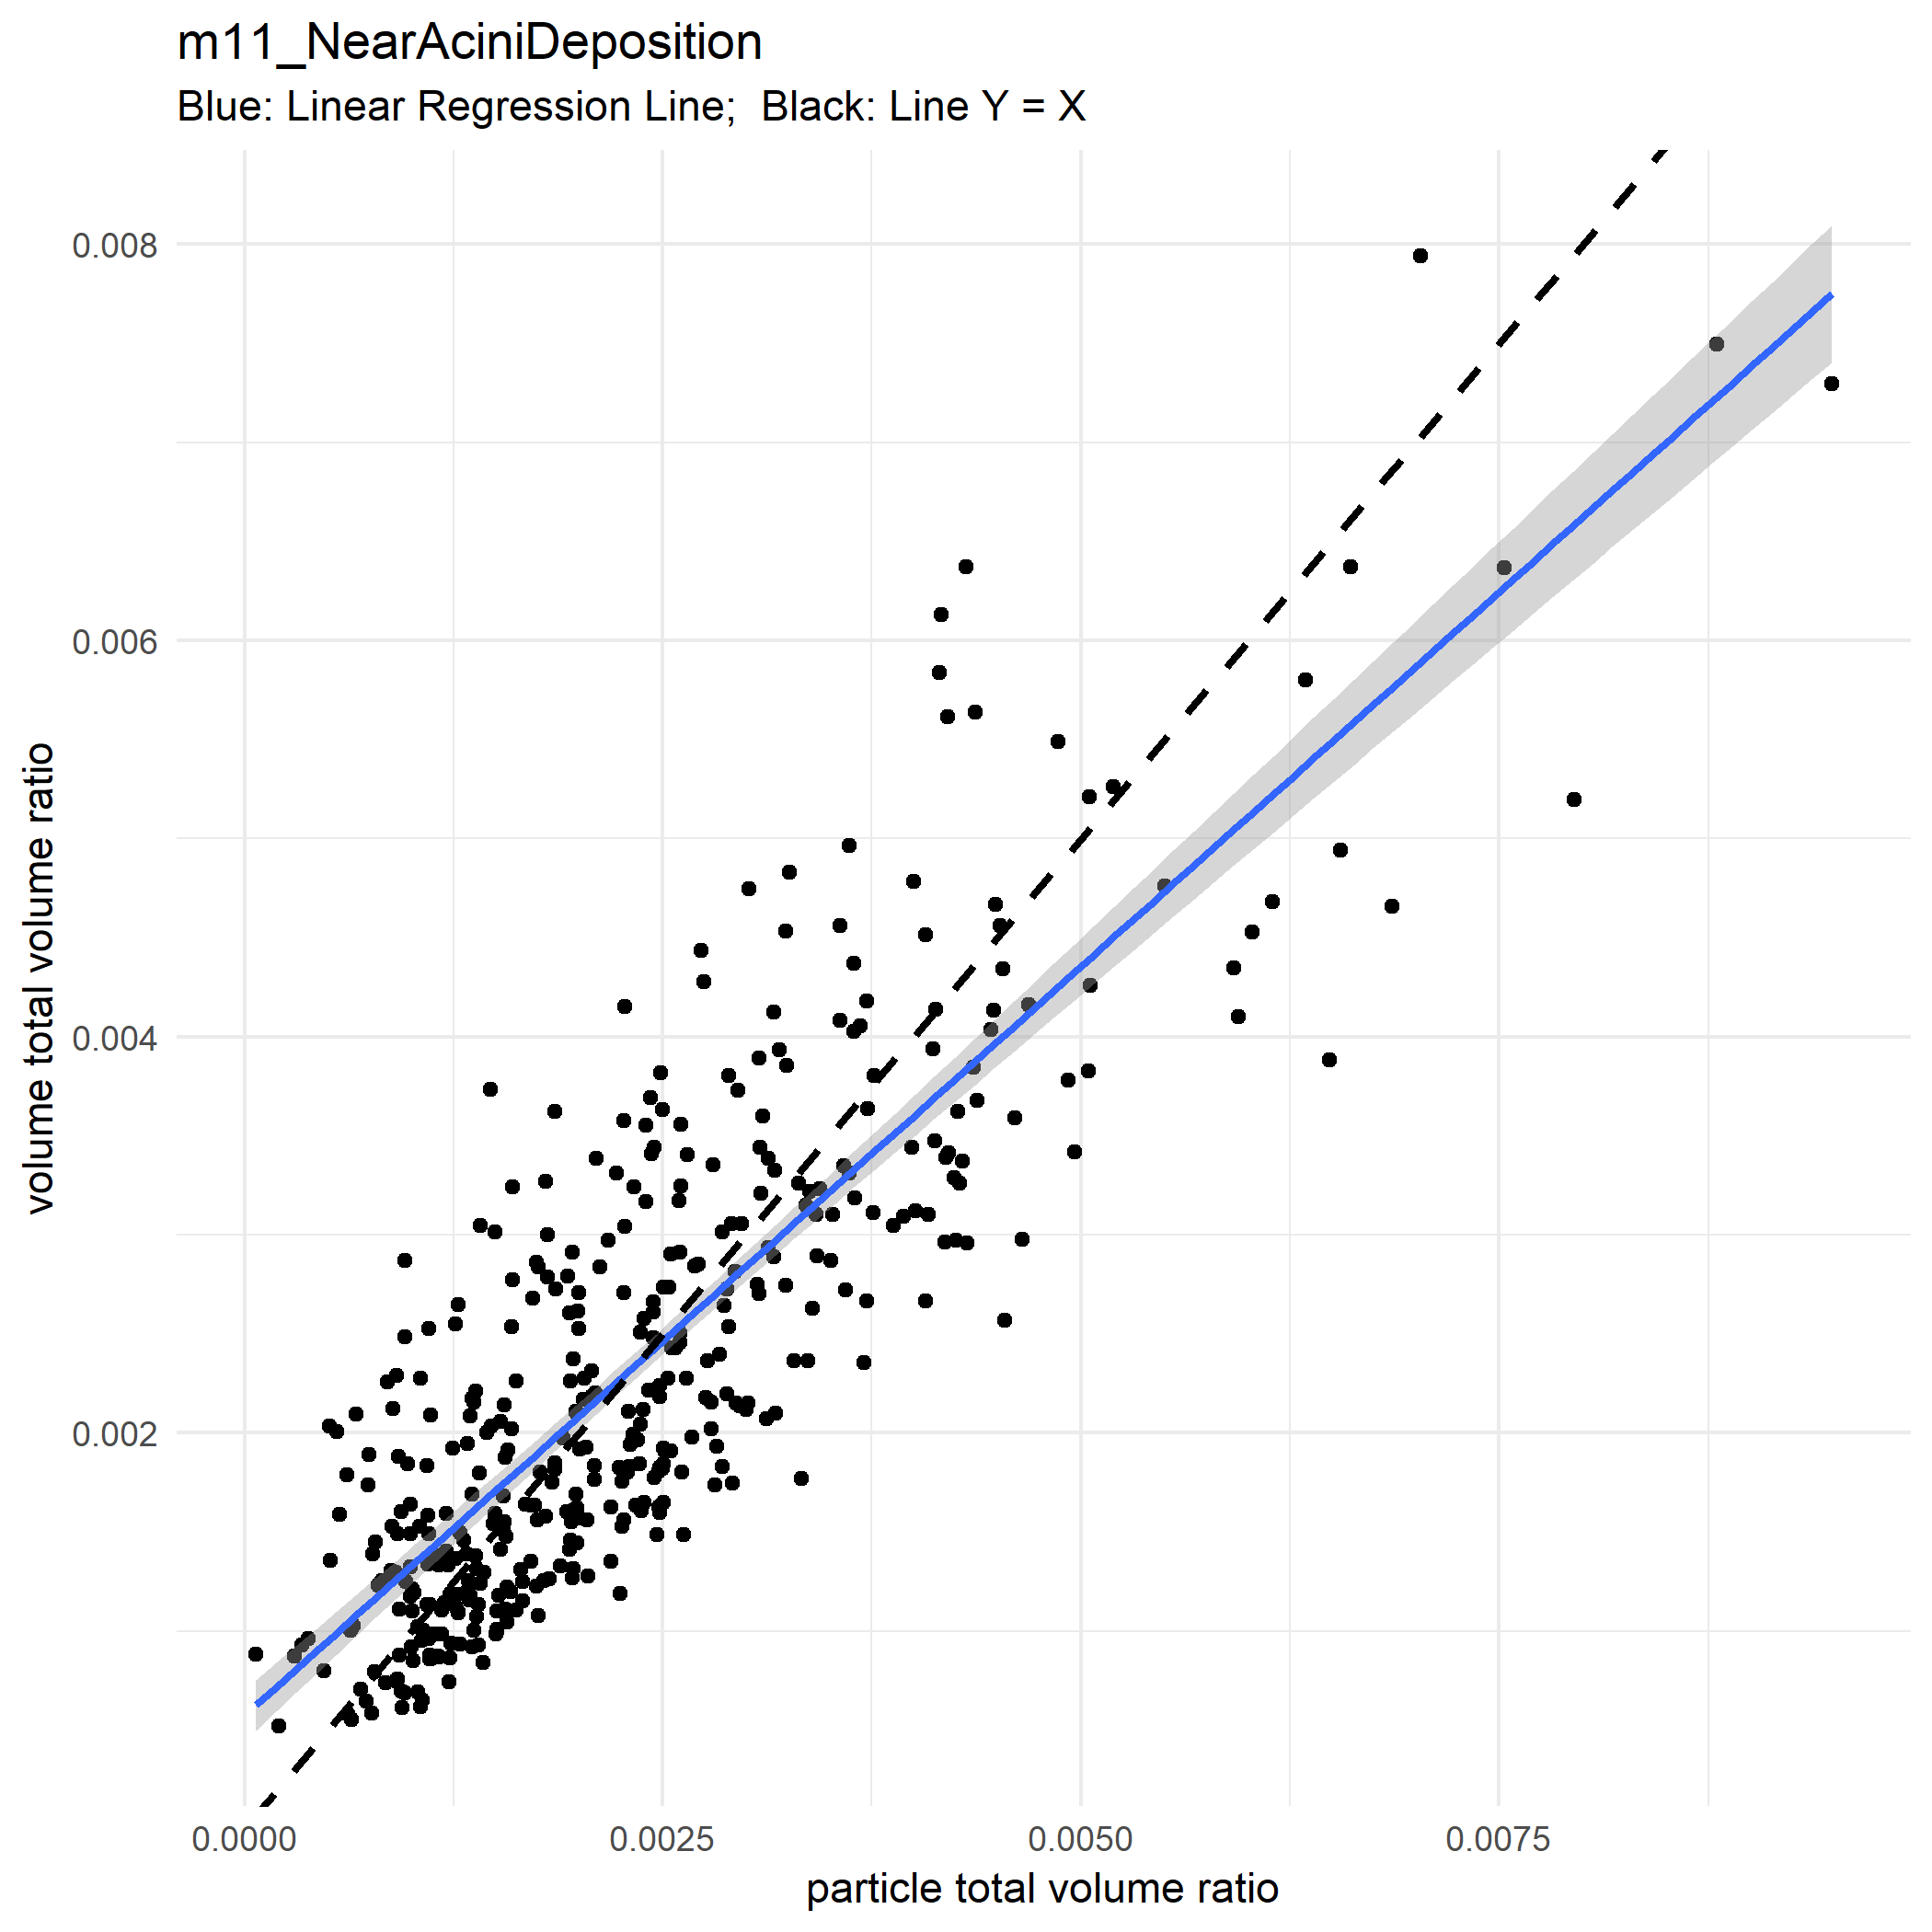 m11_NearAciniDeposition
Blue: Linear Regression Line;  Black: Line Y = X
0.008
0.006
0.004
0.002
volume total volume ratio
0.0000
0.0025
0.0050
0.0075
particle total volume ratio